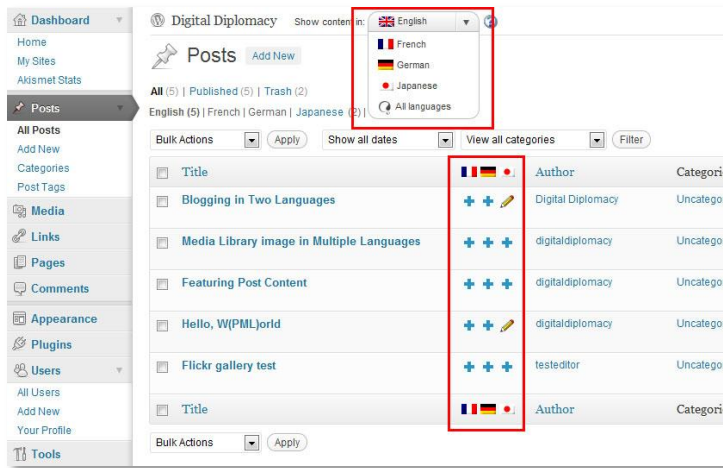 Dashboard
Home
My Sites
Akismet Stats
Posts
All Posts
Add New
Categories
Post Tags
Media
Links
Pages
Comments
Appearance
Plugins
Users
All Users
Add New
Your Profile
Tools
Digital Diplomacy Show content in: English
French
German
Japanese
All languages
Posts Add New
All (5) | Published (5) | Trash (2)
English (5) | French | German | Japanese (2) |
Bulk Actions Apply Show all dates View all categories Filter
Title Author Categori
Blogging in Two Languages Digital Diplomacy Uncatego
Media Library image in Multiple Languages digitaldiplomacy Uncatego
Featuring Post Content digitaldiplomacy Uncatego
Hello, W(PML)orld digitaldiplomacy Uncatego
Flickr gallery test testeditor Uncatego
Title Author Categori
Bulk Actions Apply